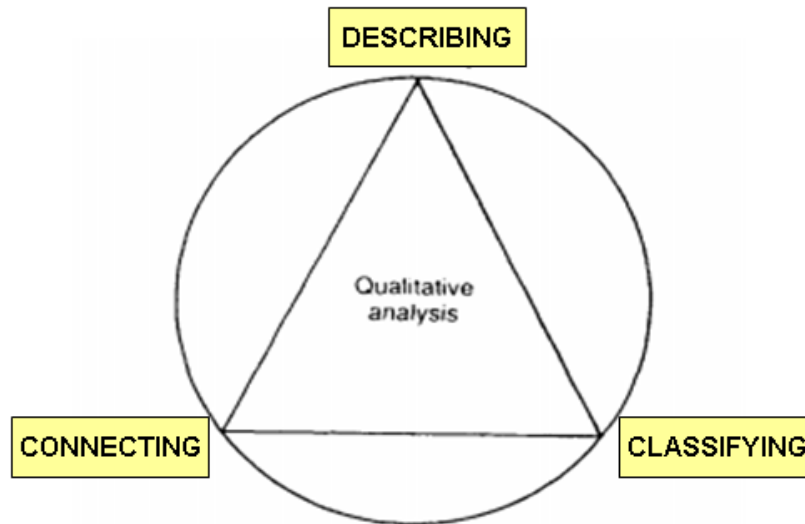 DESCRIBING
Qualitative
analysis
CONNECTING
CLASSIFYING